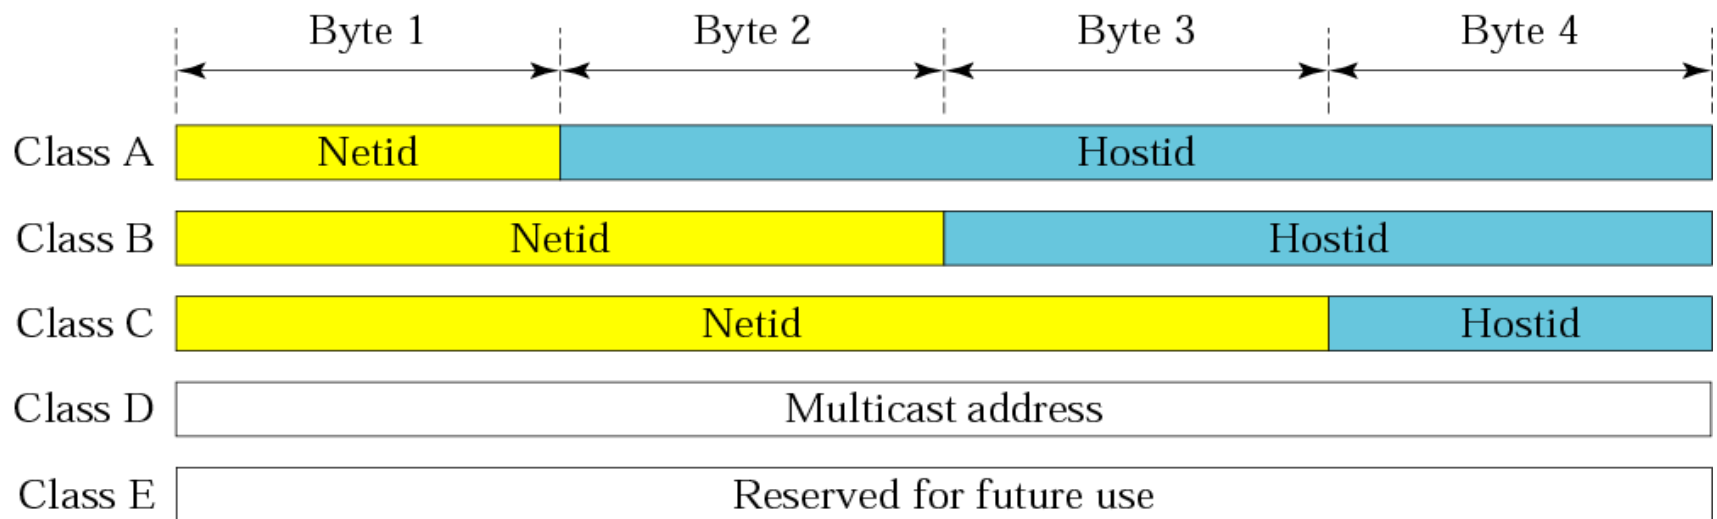 Byte 1 Byte 2 Byte 3 Byte 4
Class A Netid Hostid
Class B Netid Hostid
Class C Netid Hostid
Class D Multicast address
Class E Reserved for future use